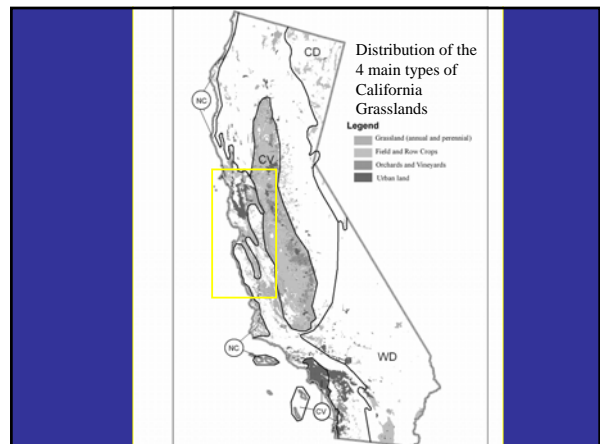 Distribution of the
4 main types of
California
Grasslands
Legend
Grassland (annual and perennial)
Field and Row Crops
Orchards and Vineyards
Urban land
CD
NC
CV
WD
NC
CV